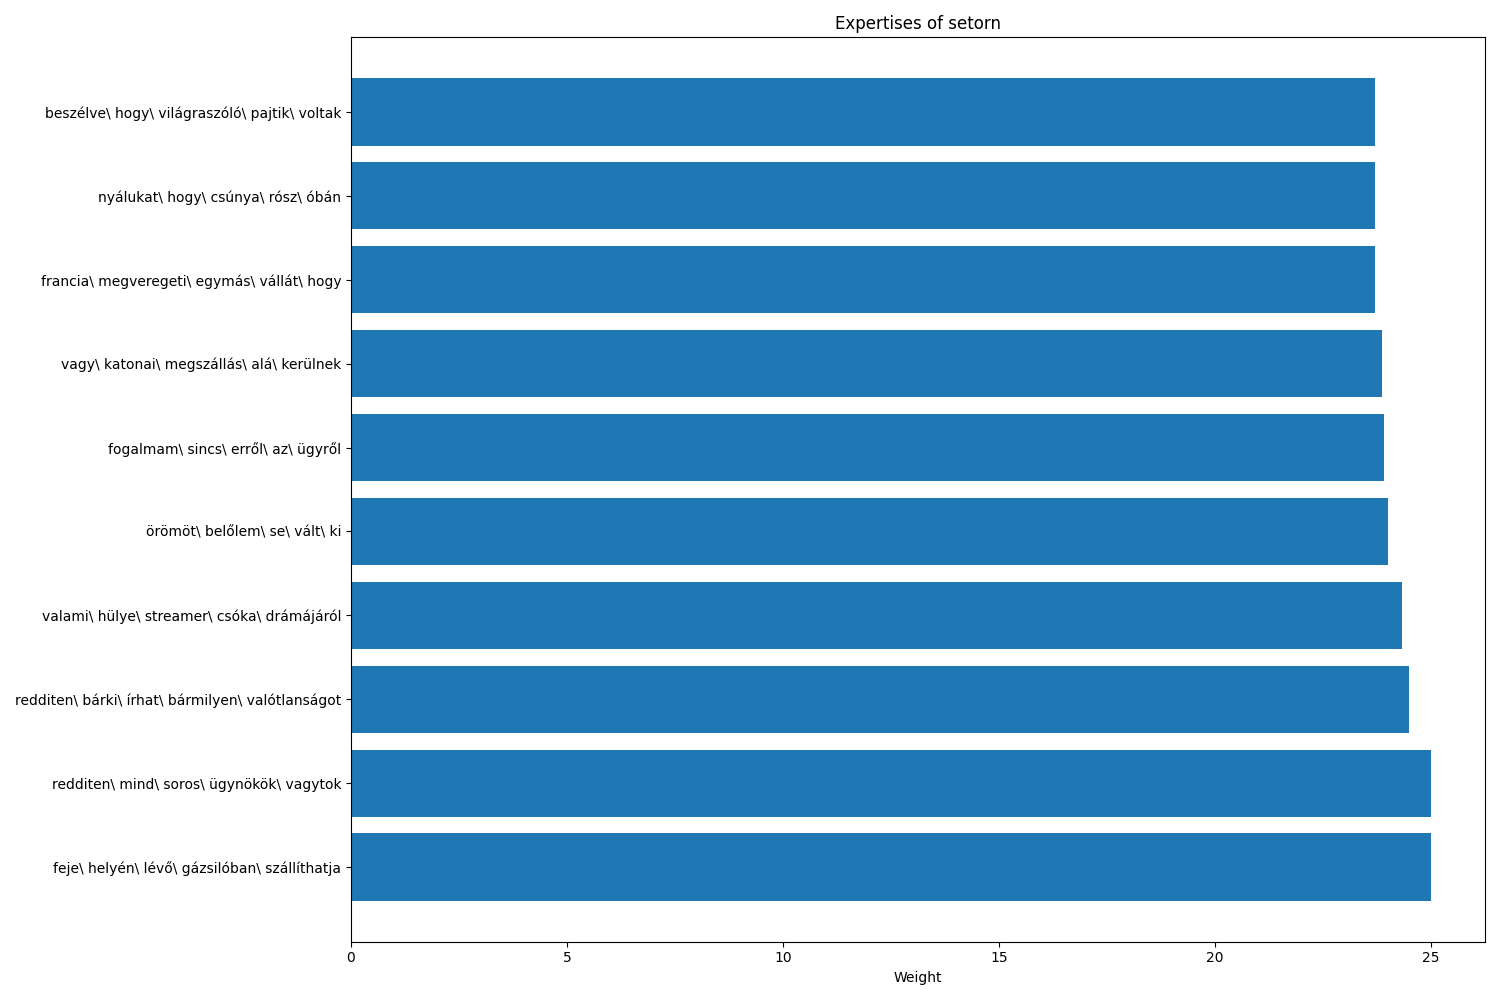 Expertises of setorn
beszélve\ hogy\ világraszóló\ pajtik\ voltak
nyálukat\ hogy\ csúnya\ rósz\ óbán
francia\ megveregeti\ egymás\ vállát\ hogy
vagy\ katonai\ megszállás\ alá\ kerülnek
fogalmam\ sincs\ erről\ az\ ügyről
örömöt\ belőlem\ se\ vált\ ki
valami\ hülye\ streamer\ csóka\ drámájáról
redditen\ bárki\ írhat\ bármilyen\ valótlanságot
redditen\ mind\ soros\ ügynökök\ vagytok
feje\ helyén\ lévő\ gázsilóban\ szállíthatja
0 5 10 15 20 25
Weight